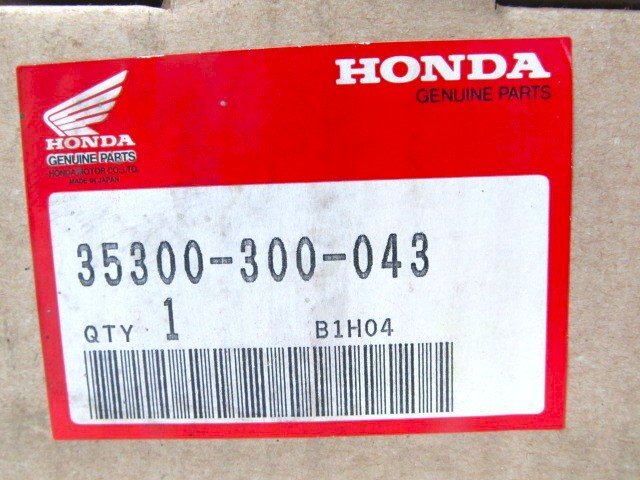 HONDA
GENUINE PARTS
HONDA
GENUINE PARTS
HONDA MOTOR CO., LTD.
MADE IN JAPAN
35300-300-043
QTY 1 B1H04